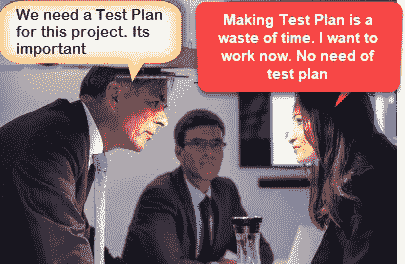 We need a Test Plan
for this project. Its
important
Making Test Plan is a
waste of time. I want to
work now. No need of
test plan